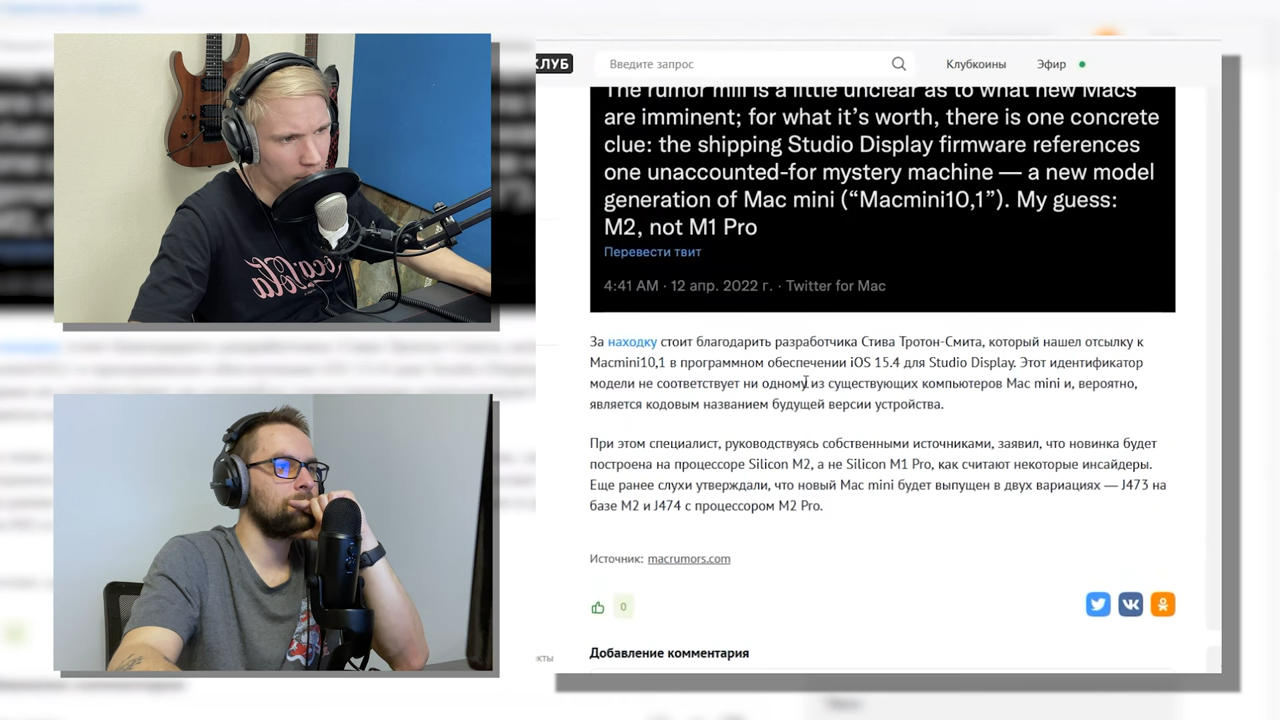 КЛУБ
Введите запрос
Клубкоины
Эфир
The rumor mill is a little unclear as to what new Macs
are imminent; for what it’s worth, there is one concrete
clue: the shipping Studio Display firmware references
one unaccounted-for mystery machine — a new model
generation of Mac mini (“Macmini10,1”). My guess:
M2, not M1 Pro
Перевести твит
4:41 AM · 12 апр. 2022 г. · Twitter for Mac
За находку стоит благодарить разработчика Стива Тротон-Смита, который нашел отсылку к
Macmini10,1 в программном обеспечении iOS 15.4 для Studio Display. Этот идентификатор
модели не соответствует ни одному из существующих компьютеров Mac mini и, вероятно,
является кодовым названием будущей версии устройства.
При этом специалист, руководствуясь собственными источниками, заявил, что новинка будет
построена на процессоре Silicon M2, а не Silicon M1 Pro, как считают некоторые инсайдеры.
Еще ранее слухи утверждали, что новый Mac mini будет выпущен в двух вариациях — J473 на
базе M2 и J474 с процессором M2 Pro.
Источник: macrumors.com
0
Добавление комментария
Coca-Cola